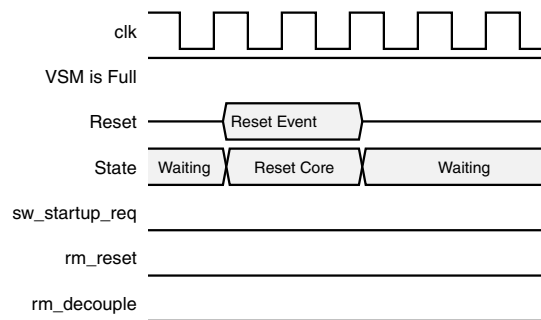 clk
VSM is Full
Reset Reset Event
State Waiting Reset Core Waiting
sw_startup_req
rm_reset
rm_decouple